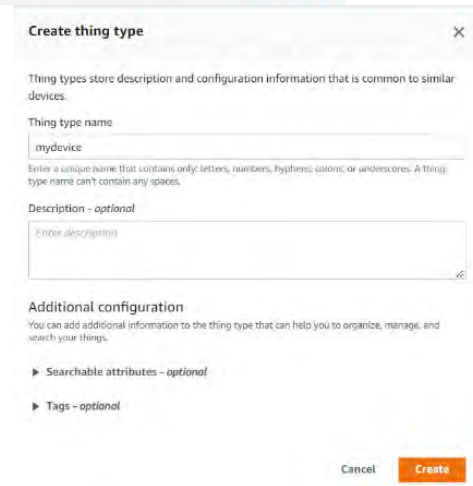 Create thing type
Thing types store description and configuration information that is common to similar
devices.
Thing type name
mydevice
Enter a unique name that contains only: letters, numbers, hyphens, colons, or underscores. A thing
type name can't contain any spaces.
Description - optional
Enter description
Additional configuration
You can add additional information to the thing type that can help you to organize, manage, and
search your things.
Searchable attributes - optional
Tags - optional
Cancel Create